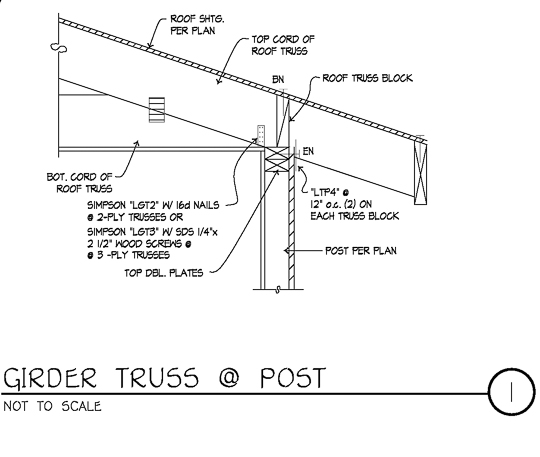 ROOF SHTG.
PER PLAN
TOP CORD OF
ROOF TRUSS
BN
ROOF TRUSS BLOCK
EN
BOT. CORD OF
ROOF TRUSS
SIMPSON "LGT2" W/ 16d NAILS
@ 2-PLY TRUSSES OR
SIMPSON "LGT3" W/ SDS 1/4"x
2 1/2" WOOD SCREWS @
@ 3 -PLY TRUSSES
"LTP4" @
12" o.c. (2) ON
EACH TRUSS BLOCK
POST PER PLAN
TOP DBL. PLATES
GIRDER TRUSS @ POST
1
NOT TO SCALE